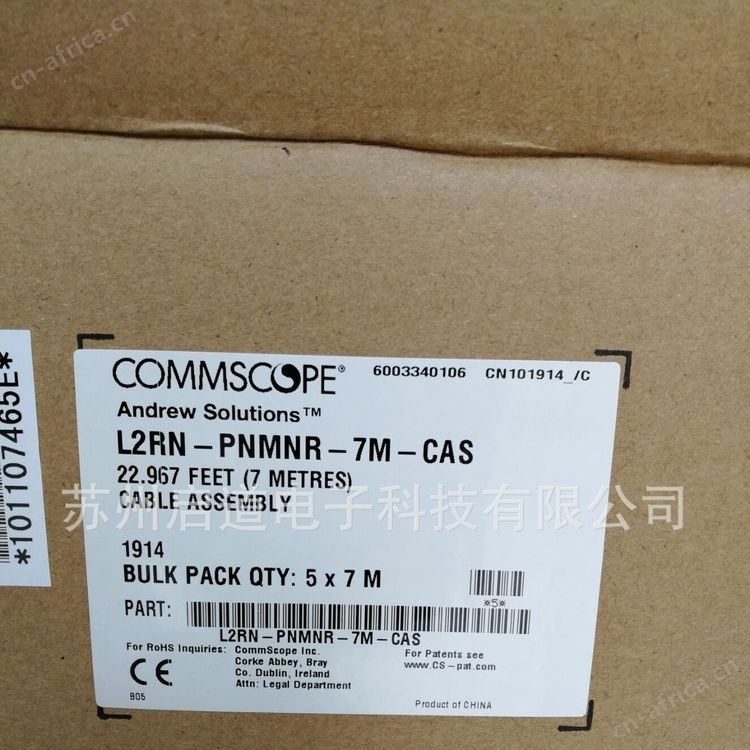 cn-africa.cn
COMMSCOPE® 6003340106 CN101914_/C
Andrew Solutions™
L2RN-PNMNR-7M-CAS
22.967 FEET (7 METRES)
CABLE ASSEMBLY
苏州启道电子科技有限公司
1914
BULK PACK QTY: 5 x 7 M
*5*
PART:
L2RN-PNMNR-7M-CAS
For RoHS Inquiries: CommScope Inc.
Corke Abbey, Bray
Co. Dublin, Ireland
Attn: Legal Department
For Patents see
www.CS-pat.com
CE
B05
Product of CHINA
*101107465E*
cn-africa.cn